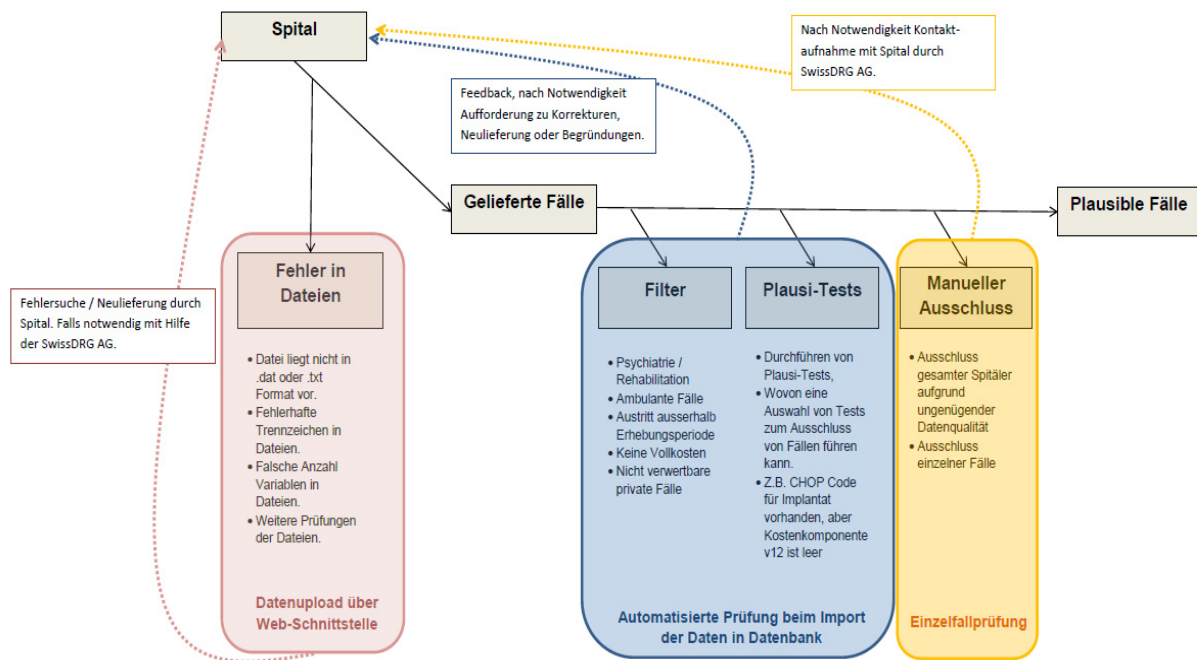 Spital
Nach Notwendigkeit Kontakt-
aufnahme mit Spital durch
SwissDRG AG.
Feedback, nach Notwendigkeit
Aufforderung zu Korrekturen,
Neulieferung oder Begründungen.
Gelieferte Fälle
Plausible Fälle
Fehlersuche / Neulieferung durch
Spital. Falls notwendig mit Hilfe
der SwissDRG AG.
Fehler in
Dateien
• Datei liegt nicht in
.dat oder .txt
Format vor.
• Fehlerhafte
Trennzeichen in
Dateien.
• Falsche Anzahl
Variablen in
Dateien.
• Weitere Prüfungen
der Dateien.
Datenupload über
Web-Schnittstelle
Filter
• Psychiatrie /
Rehabilitation
• Ambulante Fälle
• Austritt ausserhalb
Erhebungsperiode
• Keine Vollkosten
• Nicht verwertbare
private Fälle
Plausi-Tests
• Durchführen von
Plausi-Tests,
• Wovon eine
Auswahl von Tests
zum Ausschluss
von Fällen führen
kann.
• Z.B. CHOP Code
für Implantat
vorhanden, aber
Kostenkomponente
v12 ist leer
Automatisierte Prüfung beim Import
der Daten in Datenbank
Manueller
Ausschluss
• Ausschluss
gesamter Spitäler
aufgrund
ungenügender
Datenqualität
• Ausschluss
einzelner Fälle
Einzelfallprüfung